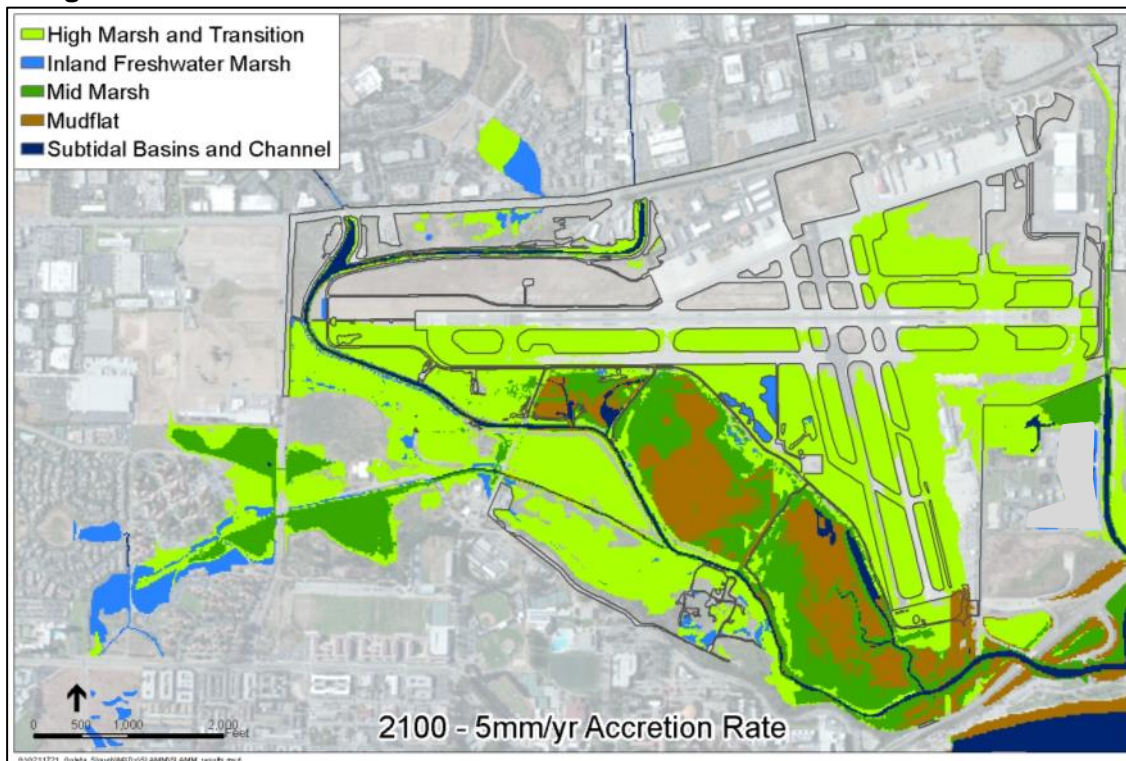 High Marsh and Transition
Inland Freshwater Marsh
Mid Marsh
Mudflat
Subtidal Basins and Channel
0 500 1,000 2,000
Feet
2100 - 5mm/yr Accretion Rate